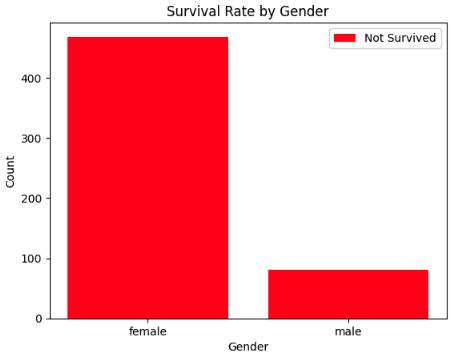 Survival Rate by Gender
Not Survived
400
300
200
100
0
Count
female
male
Gender